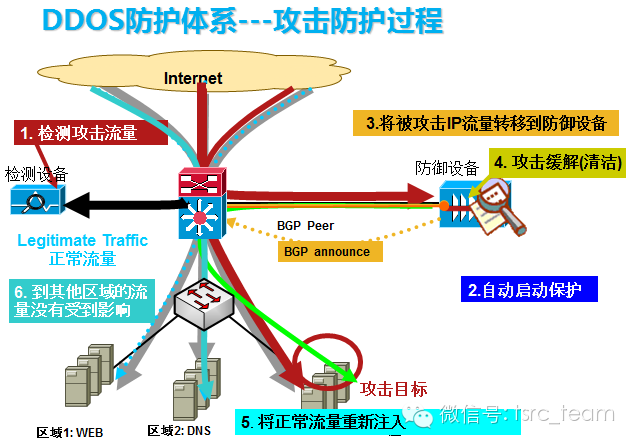 DDOS防护体系---攻击防护过程
Internet
1. 检测攻击流量
3.将被攻击IP流量转移到防御设备
检测设备
防御设备
4. 攻击缓解(清洁)
BGP Peer
Legitimate Traffic
正常流量
BGP announce
6. 到其他区域的流
量没有受到影响
2.自动启动保护
攻击目标
5. 将正常流量重新注入
微信号: tsrc_team
区域1: WEB
区域2: DNS